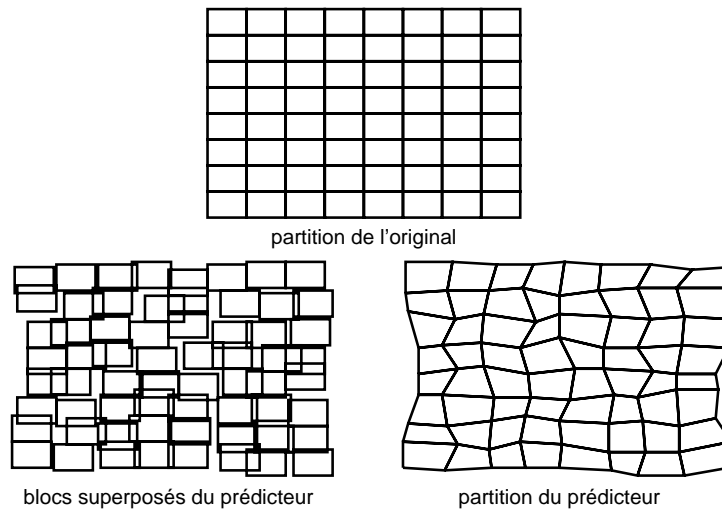 partition de l’original
blocs superposés du prédicteur
partition du prédicteur